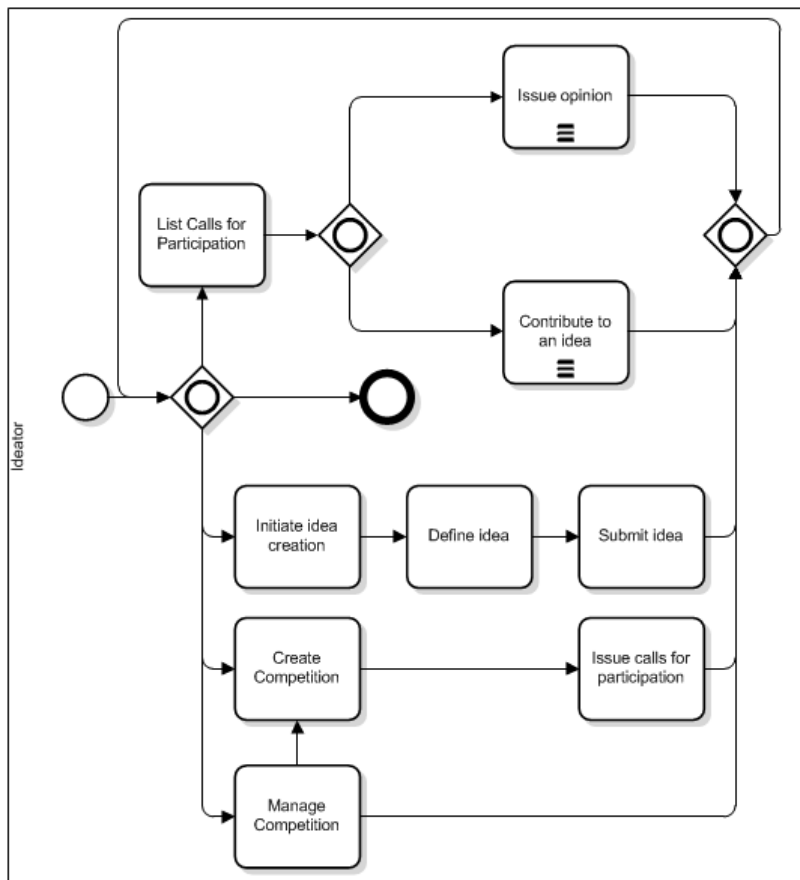 Ideator
Issue opinion
List Calls for
Participation
Contribute to
an idea
Initiate idea
creation
Define idea
Submit idea
Create
Competition
Issue calls for
participation
Manage
Competition